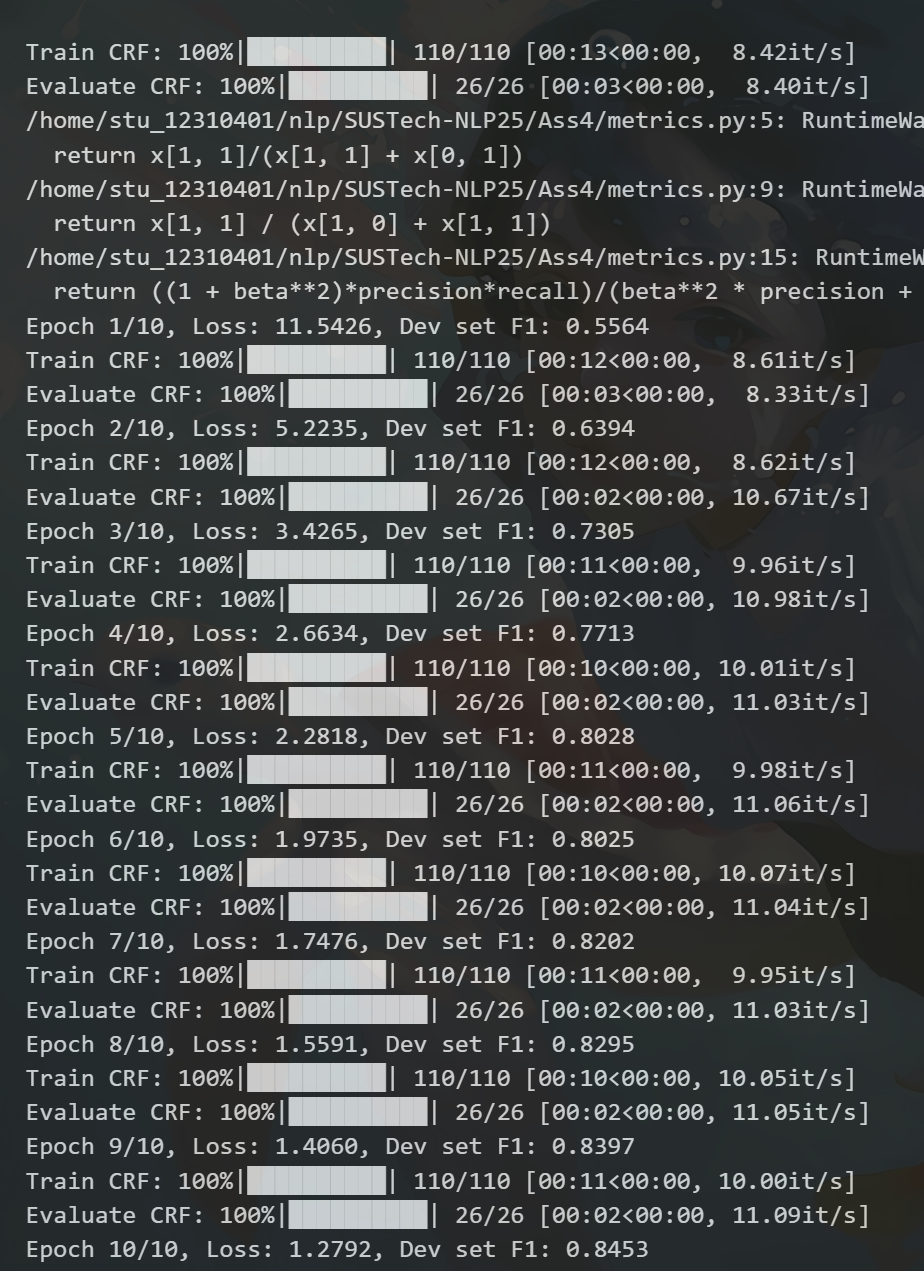 Train CRF: 100%|██████████| 110/110 [00:13<00:00,  8.42it/s]
Evaluate CRF: 100%|██████████| 26/26 [00:03<00:00,  8.40it/s]
/home/stu_12310401/nlp/SUSTech-NLP25/Ass4/metrics.py:5: RuntimeWa
  return x[1, 1]/(x[1, 1] + x[0, 1])
/home/stu_12310401/nlp/SUSTech-NLP25/Ass4/metrics.py:9: RuntimeWa
  return x[1, 1] / (x[1, 0] + x[1, 1])
/home/stu_12310401/nlp/SUSTech-NLP25/Ass4/metrics.py:15: RuntimeW
  return ((1 + beta**2)*precision*recall)/(beta**2 * precision +
Epoch 1/10, Loss: 11.5426, Dev set F1: 0.5564
Train CRF: 100%|██████████| 110/110 [00:12<00:00,  8.61it/s]
Evaluate CRF: 100%|██████████| 26/26 [00:03<00:00,  8.33it/s]
Epoch 2/10, Loss: 5.2235, Dev set F1: 0.6394
Train CRF: 100%|██████████| 110/110 [00:12<00:00,  8.62it/s]
Evaluate CRF: 100%|██████████| 26/26 [00:02<00:00, 10.67it/s]
Epoch 3/10, Loss: 3.4265, Dev set F1: 0.7305
Train CRF: 100%|██████████| 110/110 [00:11<00:00,  9.96it/s]
Evaluate CRF: 100%|██████████| 26/26 [00:02<00:00, 10.98it/s]
Epoch 4/10, Loss: 2.6634, Dev set F1: 0.7713
Train CRF: 100%|██████████| 110/110 [00:10<00:00, 10.01it/s]
Evaluate CRF: 100%|██████████| 26/26 [00:02<00:00, 11.03it/s]
Epoch 5/10, Loss: 2.2818, Dev set F1: 0.8028
Train CRF: 100%|██████████| 110/110 [00:11<00:00,  9.98it/s]
Evaluate CRF: 100%|██████████| 26/26 [00:02<00:00, 11.06it/s]
Epoch 6/10, Loss: 1.9735, Dev set F1: 0.8025
Train CRF: 100%|██████████| 110/110 [00:10<00:00, 10.07it/s]
Evaluate CRF: 100%|██████████| 26/26 [00:02<00:00, 11.04it/s]
Epoch 7/10, Loss: 1.7476, Dev set F1: 0.8202
Train CRF: 100%|██████████| 110/110 [00:11<00:00,  9.95it/s]
Evaluate CRF: 100%|██████████| 26/26 [00:02<00:00, 11.03it/s]
Epoch 8/10, Loss: 1.5591, Dev set F1: 0.8295
Train CRF: 100%|██████████| 110/110 [00:10<00:00, 10.05it/s]
Evaluate CRF: 100%|██████████| 26/26 [00:02<00:00, 11.05it/s]
Epoch 9/10, Loss: 1.4060, Dev set F1: 0.8397
Train CRF: 100%|██████████| 110/110 [00:11<00:00, 10.00it/s]
Evaluate CRF: 100%|██████████| 26/26 [00:02<00:00, 11.09it/s]
Epoch 10/10, Loss: 1.2792, Dev set F1: 0.8453